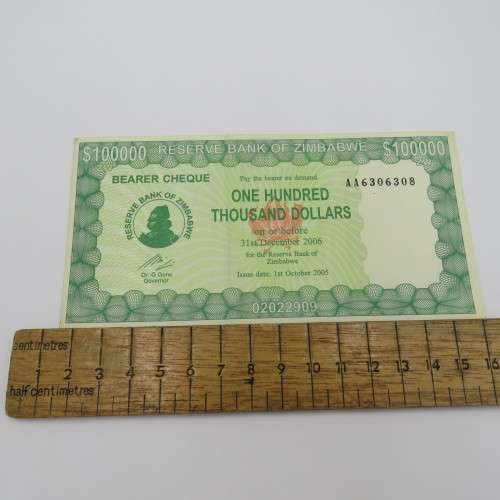 $100000 RESERVE BANK OF ZIMBABWE $100000
BEARER CHEQUE
Pay the bearer on demand
AA6306308
RESERVE BANK OF ZIMBABWE
ONE HUNDRED
THOUSAND DOLLARS
on or before
31st December 2006
for the Reserve Bank of
Zimbabwe
Dr. G Gono
Governor
Issue date: 1st October 2005
02022909
centimetres
1 2 3 4 5 6 7 8 9 10 11 12 13 14 15 16
half centimetres